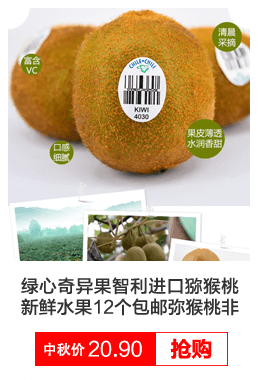 清晨
采摘
富含
VC
CHILE CHILE
KIWI
4030
果皮薄透
水润香甜
口感
细腻
绿心奇异果智利进口猕猴桃
新鲜水果12个包邮弥猴桃非
中秋价 20.90 抢购